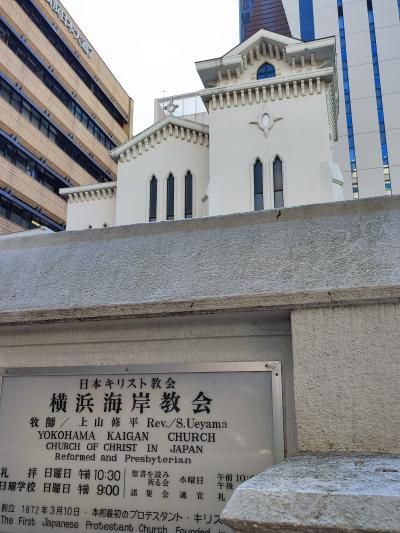 日本キリスト教会
横浜海岸教会
牧師／上山修平 Rev./S.Ueyama
YOKOHAMA KAIGAN CHURCH
CHURCH OF CHRIST IN JAPAN
Reformed and Presbyterian
礼拝 日曜日 午前10:30 聖書を読み祈る会 水曜日 午前10
日曜学校 日曜日 午前 9:00 諸集会 適宜 午後
創立 1872年3月10日・本邦最初のプロテスタント・キリス
The First Japanese Protestant Church, Founded in